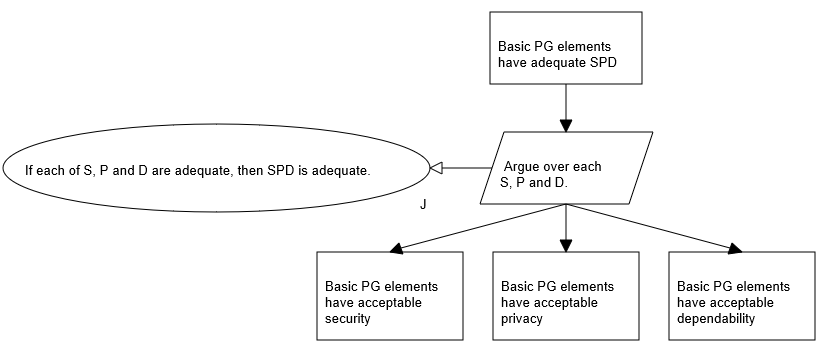 Basic PG elements
have adequate SPD
If each of S, P and D are adequate, then SPD is adequate.
Argue over each
S, P and D.
J
Basic PG elements
have acceptable
security
Basic PG elements
have acceptable
privacy
Basic PG elements
have acceptable
dependability